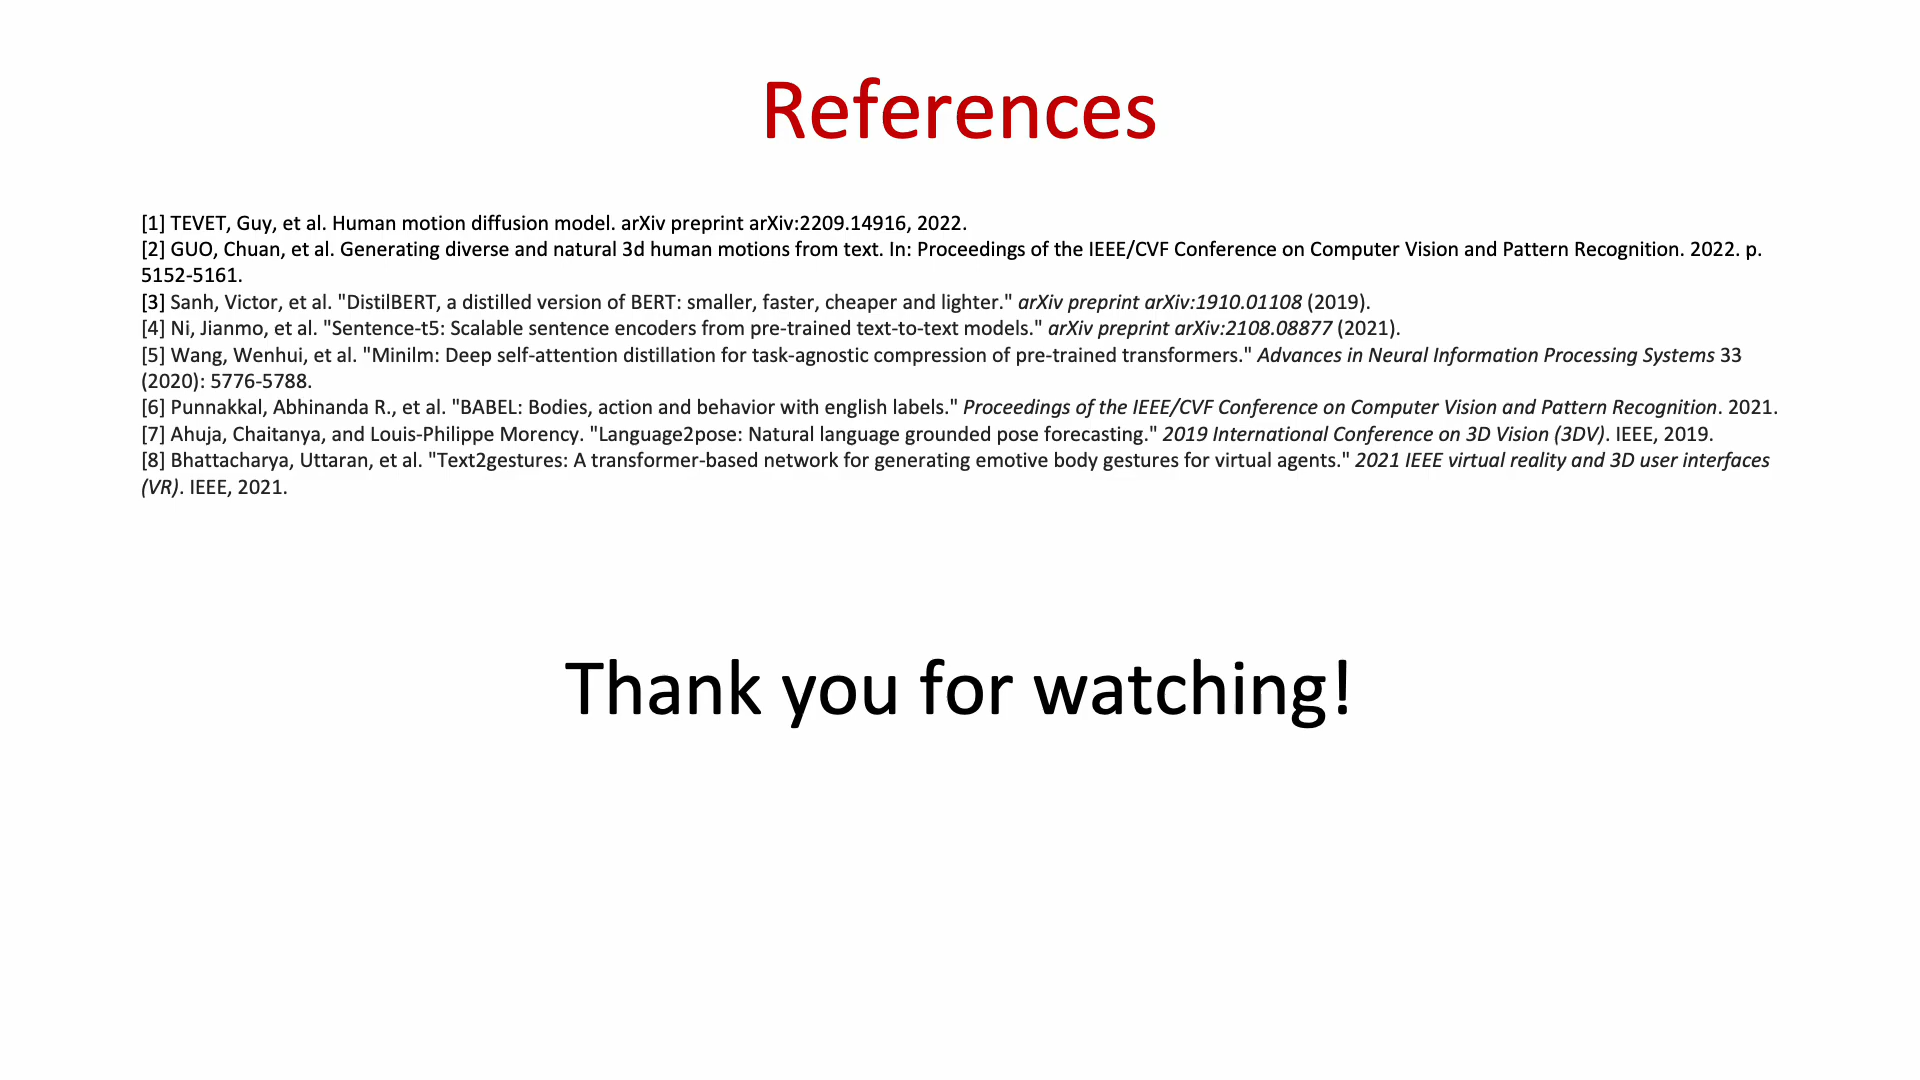 References
[1] TEVET, Guy, et al. Human motion diffusion model. arXiv preprint arXiv:2209.14916, 2022.
[2] GUO, Chuan, et al. Generating diverse and natural 3d human motions from text. In: Proceedings of the IEEE/CVF Conference on Computer Vision and Pattern Recognition. 2022. p.
5152-5161.
[3] Sanh, Victor, et al. "DistilBERT, a distilled version of BERT: smaller, faster, cheaper and lighter." arXiv preprint arXiv:1910.01108 (2019).
[4] Ni, Jianmo, et al. "Sentence-t5: Scalable sentence encoders from pre-trained text-to-text models." arXiv preprint arXiv:2108.08877 (2021).
[5] Wang, Wenhui, et al. "Minilm: Deep self-attention distillation for task-agnostic compression of pre-trained transformers." Advances in Neural Information Processing Systems 33
(2020): 5776-5788.
[6] Punnakkal, Abhinanda R., et al. "BABEL: Bodies, action and behavior with english labels." Proceedings of the IEEE/CVF Conference on Computer Vision and Pattern Recognition. 2021.
[7] Ahuja, Chaitanya, and Louis-Philippe Morency. "Language2pose: Natural language grounded pose forecasting." 2019 International Conference on 3D Vision (3DV). IEEE, 2019.
[8] Bhattacharya, Uttaran, et al. "Text2gestures: A transformer-based network for generating emotive body gestures for virtual agents." 2021 IEEE virtual reality and 3D user interfaces
(VR). IEEE, 2021.
Thank you for watching!